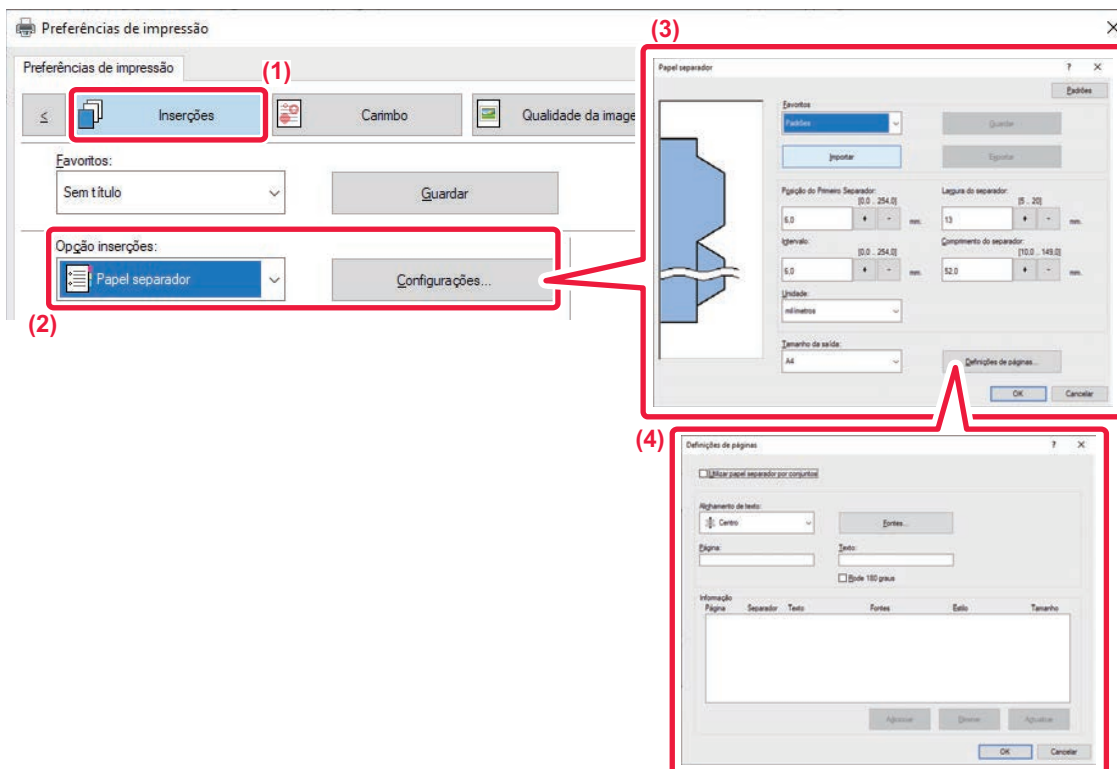 Preferências de impressão
Preferências de impressão
(1)
≤
Inserções
Carimbo
Qualidade da image
Favoritos:
Sem título
Guardar
Opção inserções:
Papel separador
Configurações...
(2)
(3)
Papel separador
? X
Padrões
Favoritos
Padrões
Guardar
Importar
Exportar
Posição do Primeiro Separador:
[0,0 .. 254,0]
6,0
+ -
mm.
Largura do separador:
[5 .. 20]
13
+ -
mm.
Intervalo:
[0,0 .. 254,0]
6,0
+ -
mm.
Comprimento do separador:
[10,0 .. 149,0]
52,0
+ -
mm.
Unidade:
milímetros
Tamanho da saída:
A4
Definições de páginas...
OK
Cancelar
(4)
Definições de páginas
? X
Utilizar papel separador por conjuntos
Alinhamento de texto:
Centro
Fontes...
Página:
Texto:
Rode 180 graus
Informação
Página Separador Texto Fontes Estilo Tamanho
Adicionar
Eliminar
Actualizar
OK
Cancelar